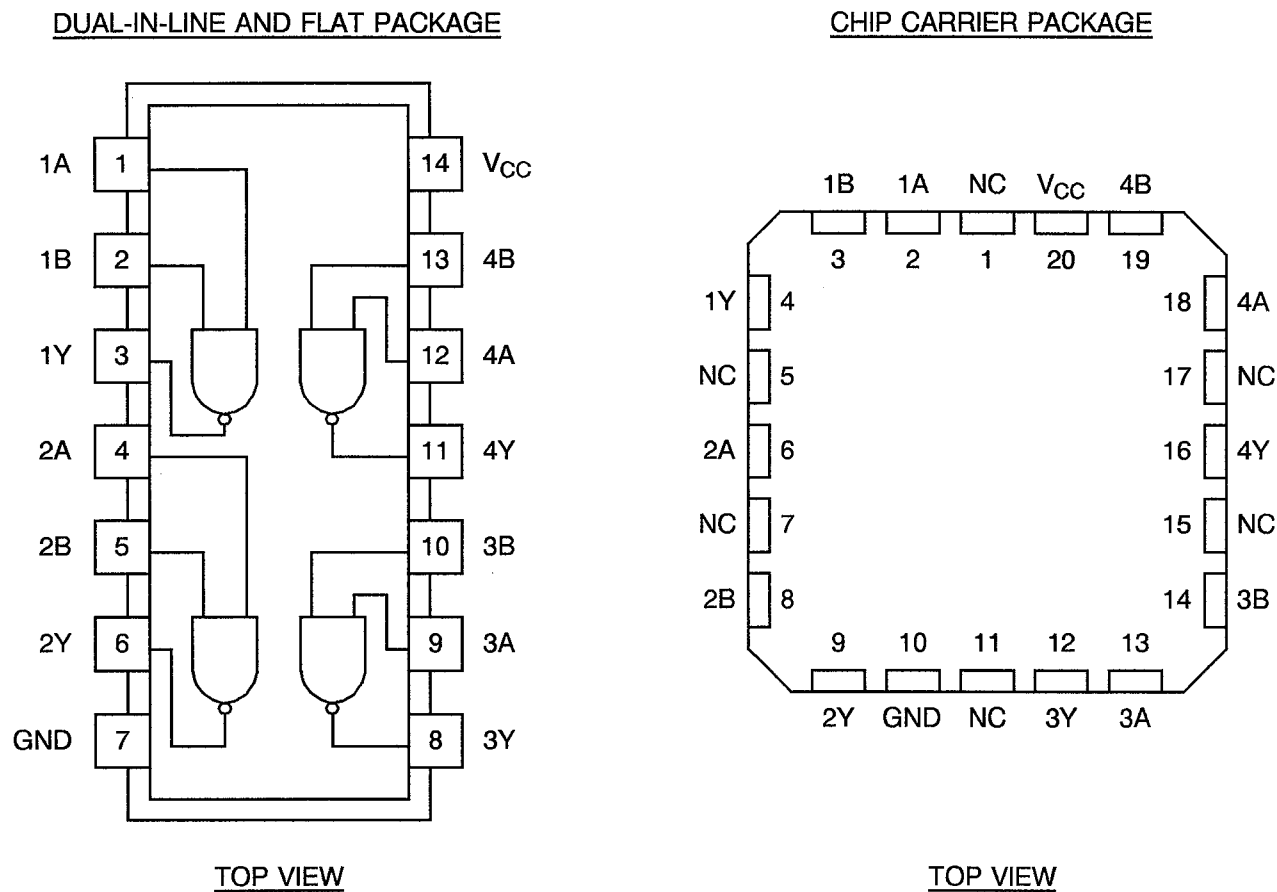 DUAL-IN-LINE AND FLAT PACKAGE
1A 1 14 VCC
1B 2 13 4B
1Y 3 12 4A
2A 4 11 4Y
2B 5 10 3B
2Y 6 9 3A
GND 7 8 3Y
TOP VIEW
CHIP CARRIER PACKAGE
1B 1A NC VCC 4B
3 2 1 20 19
1Y 4 18 4A
NC 5 17 NC
2A 6 16 4Y
NC 7 15 NC
2B 8 14 3B
9 10 11 12 13
2Y GND NC 3Y 3A
TOP VIEW